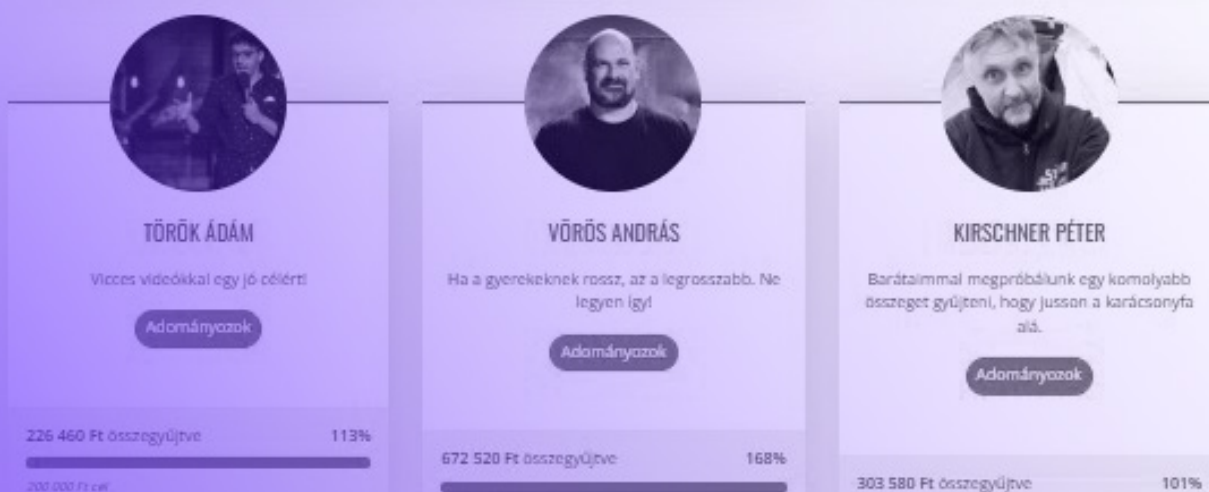 TÖRÖK ÁDÁM
Vicces videókkal egy jó célért!
Adományozok
226 460 Ft összegyűjtve 113%
200 000 Ft cél
VÖRÖS ANDRÁS
Ha a gyerekeknek rossz, az a legrosszabb. Ne
legyen így!
Adományozok
672 520 Ft összegyűjtve 168%
KIRSCHNER PÉTER
Barátaimmal megpróbálunk egy komolyabb
összeget gyűjteni, hogy jusson a karácsonyfa
alá.
Adományozok
303 580 Ft összegyűjtve 101%